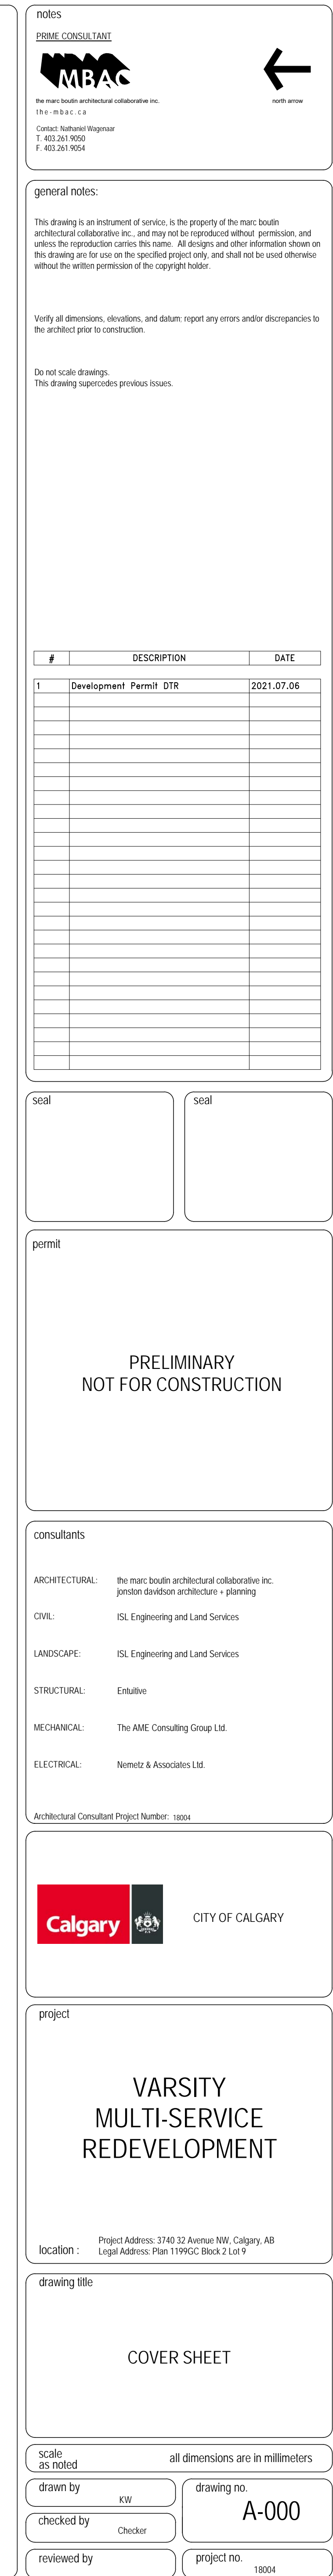 notes
PRIME CONSULTANT
MBAC
the marc boutin architectural collaborative inc.
the-mbac.ca
Contact: Nathaniel Wagenaar
T. 403.261.9050
F. 403.261.9054
north arrow
general notes:
This drawing is an instrument of service, is the property of the marc boutin
architectural collaborative inc., and may not be reproduced without permission, and
unless the reproduction carries this name. All designs and other information shown on
this drawing are for use on the specified project only, and shall not be used otherwise
without the written permission of the copyright holder.
Verify all dimensions, elevations, and datum: report any errors and/or discrepancies to
the architect prior to construction.
Do not scale drawings.
This drawing supercedes previous issues.
# DESCRIPTION DATE
1 Development Permit DTR 2021.07.06
seal
seal
permit
PRELIMINARY
NOT FOR CONSTRUCTION
consultants
ARCHITECTURAL: the marc boutin architectural collaborative inc.
jonston davidson architecture + planning
CIVIL: ISL Engineering and Land Services
LANDSCAPE: ISL Engineering and Land Services
STRUCTURAL: Entuitive
MECHANICAL: The AME Consulting Group Ltd.
ELECTRICAL: Nemetz & Associates Ltd.
Architectural Consultant Project Number: 18004
Calgary
CITY OF CALGARY
project
VARSITY
MULTI-SERVICE
REDEVELOPMENT
location :
Project Address: 3740 32 Avenue NW, Calgary, AB
Legal Address: Plan 1199GC Block 2 Lot 9
drawing title
COVER SHEET
scale
as noted
all dimensions are in millimeters
drawn by
KW
drawing no.
A-000
checked by
Checker
reviewed by
project no.
18004